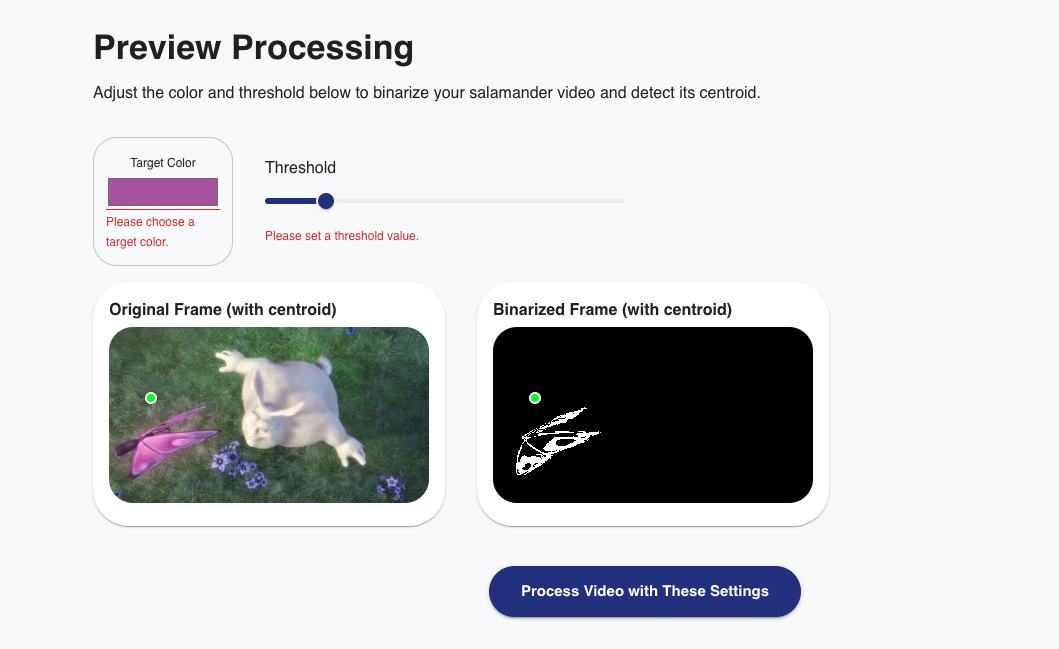 Preview Processing
Adjust the color and threshold below to binarize your salamander video and detect its centroid.
Target Color
Please choose a
target color.
Threshold
Please set a threshold value.
Original Frame (with centroid)
Binarized Frame (with centroid)
Process Video with These Settings